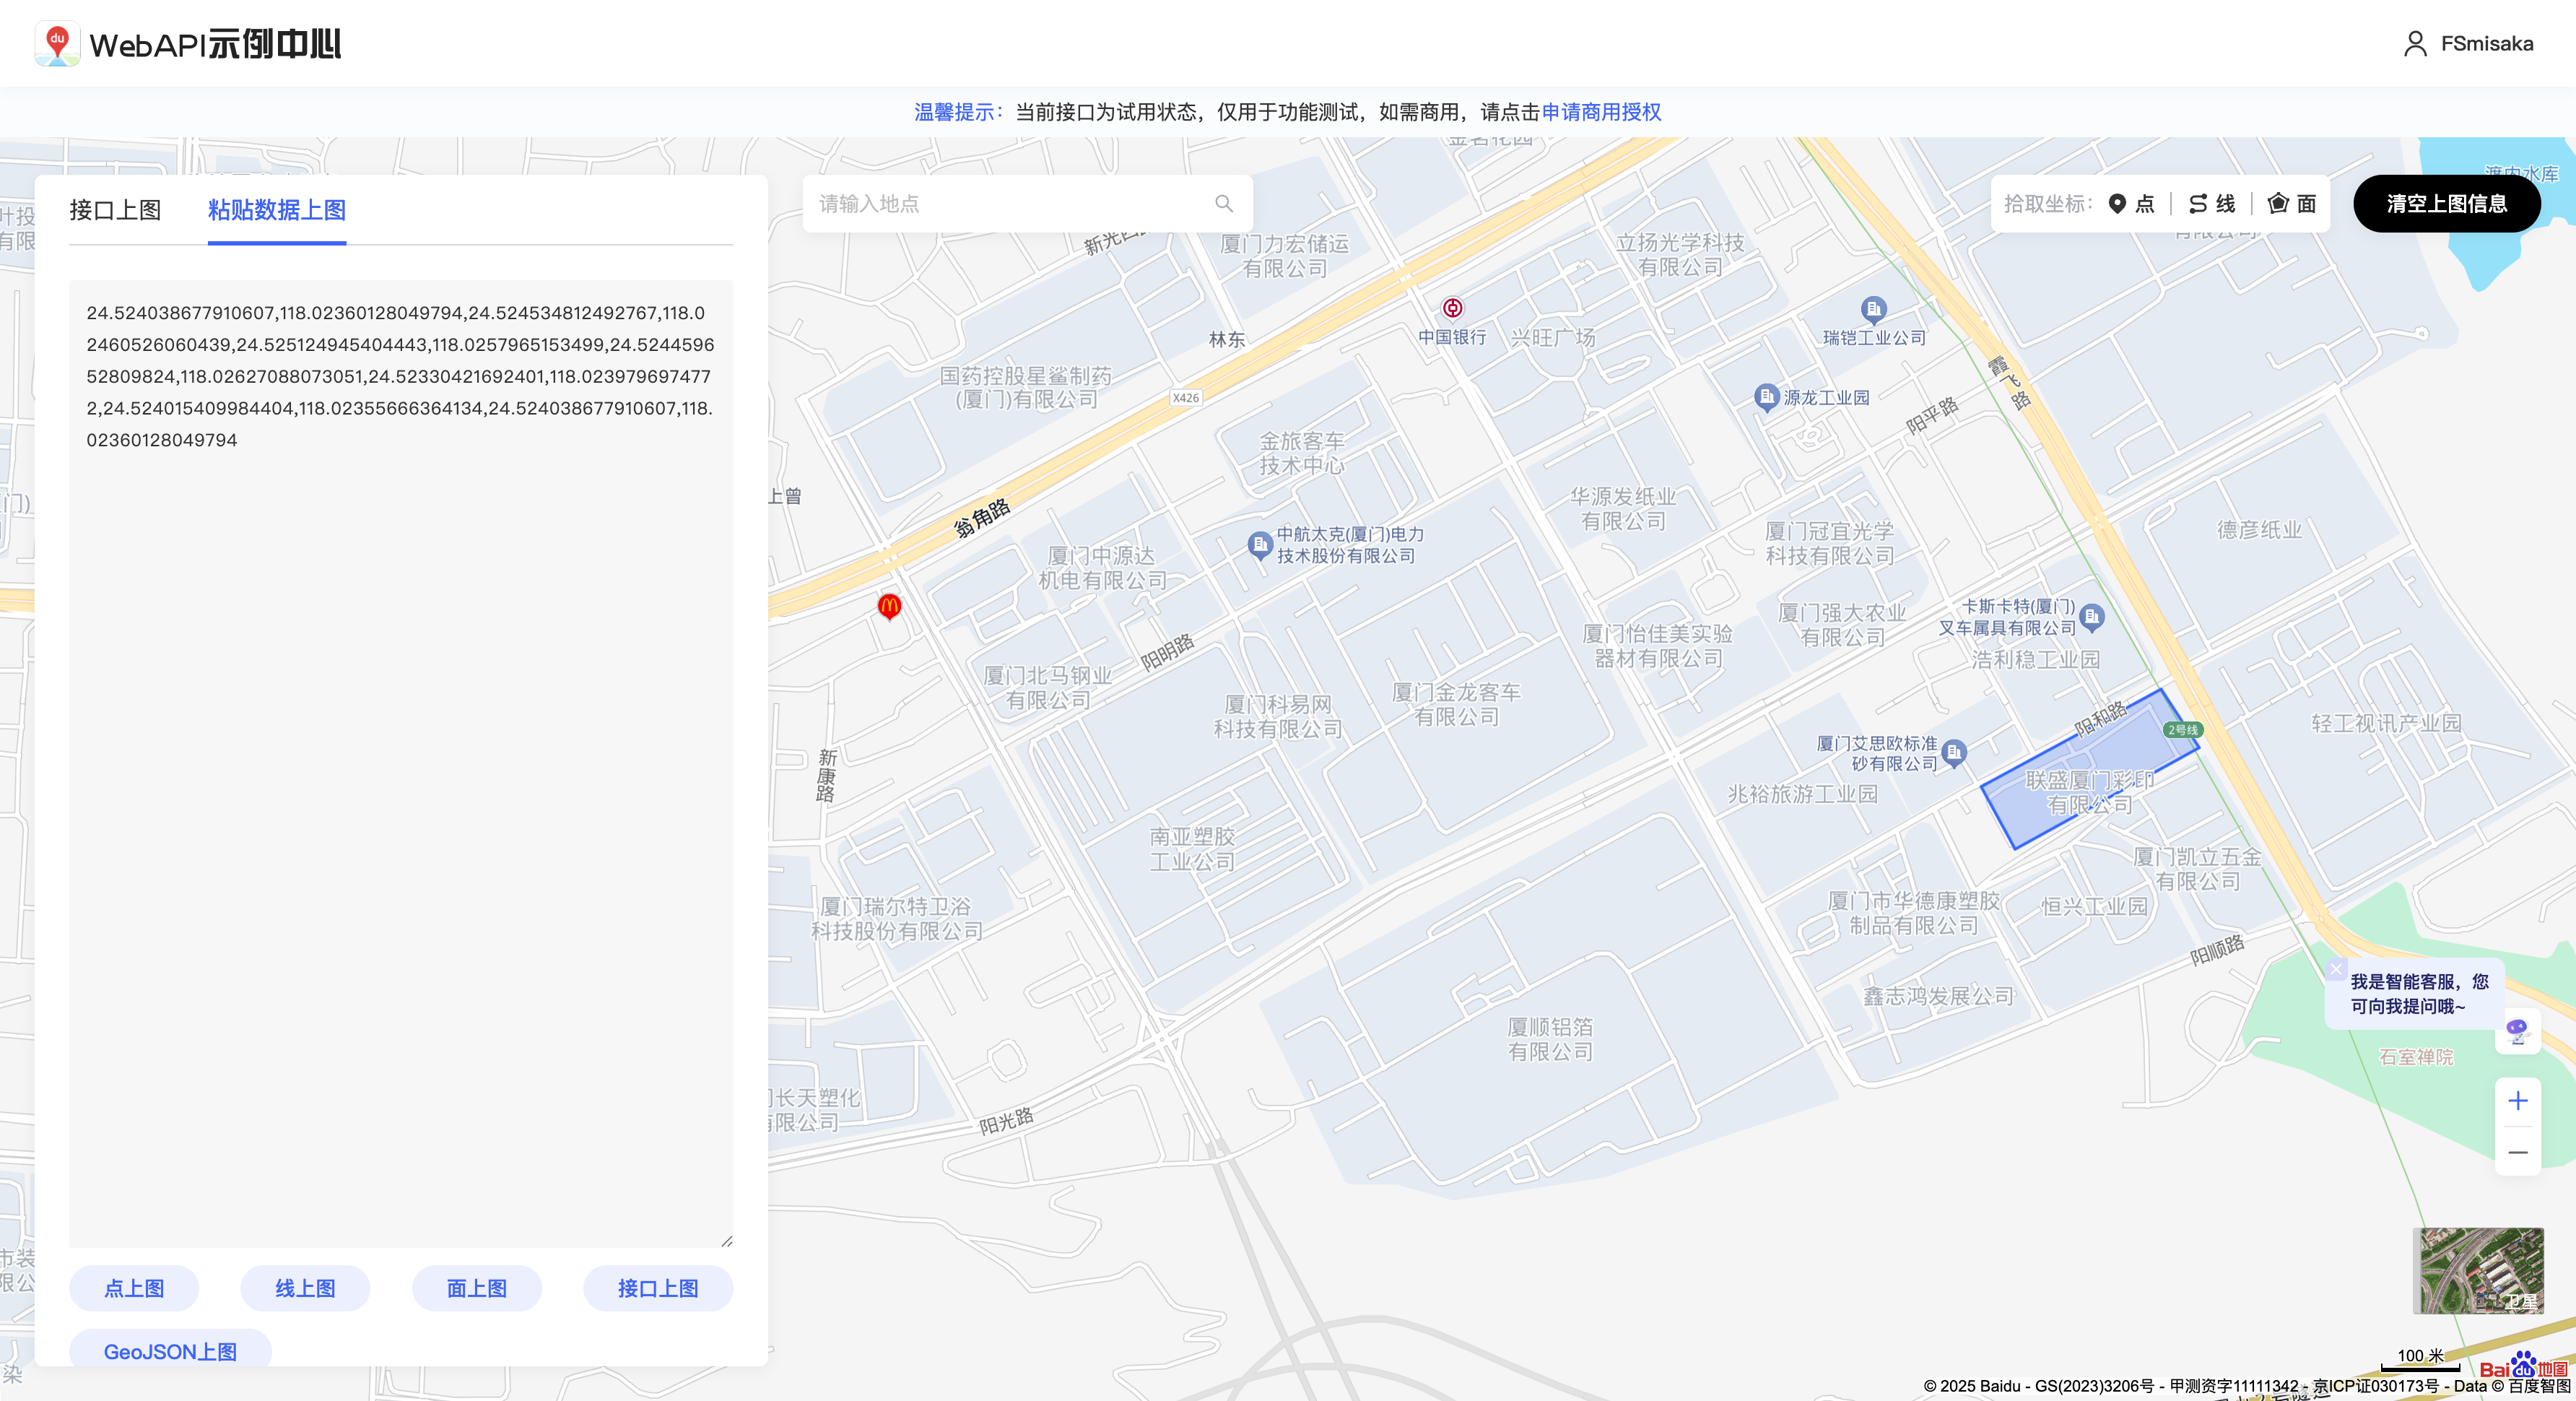 WebAPI示例中心
FSmisaka
温馨提示：当前接口为试用状态，仅用于功能测试，如需商用，请点击申请商用授权
接口上图
粘贴数据上图
24.524038677910607,118.02360128049794,24.524534812492767,118.0
2460526060439,24.525124945404443,118.0257965153499,24.5244596
52809824,118.02627088073051,24.52330421692401,118.023979697477
2,24.524015409984404,118.02355666364134,24.524038677910607,118.
02360128049794
点上图
线上图
面上图
接口上图
GeoJSON上图
请输入地点
拾取坐标：
点
线
面
清空上图信息
新光西路
厦门力宏储运
有限公司
立扬光学科技
有限公司
中国银行
兴旺广场
瑞铠工业公司
林东
国药控股星鲨制药
(厦门)有限公司
X426
源龙工业园
阳平路
霞飞路
金旅客车
技术中心
上曾
翁角路
华源发纸业
有限公司
德彦纸业
中航太克(厦门)电力
技术股份有限公司
厦门冠宜光学
科技有限公司
厦门中源达
机电有限公司
卡斯卡特(厦门)
叉车属具有限公司
厦门强大农业
有限公司
厦门怡佳美实验
器材有限公司
浩利稳工业园
阳明路
厦门北马钢业
有限公司
厦门科易网
科技有限公司
厦门金龙客车
有限公司
阳和路
2号线
轻工视讯产业园
厦门艾思欧标准
砂有限公司
新康路
兆裕旅游工业园
联盛厦门彩印
有限公司
南亚塑胶
工业公司
厦门凯立五金
有限公司
厦门瑞尔特卫浴
科技股份有限公司
厦门市华德康塑胶
制品有限公司
恒兴工业园
阳顺路
鑫志鸿发展公司
厦顺铝箔
有限公司
石室禅院
长天塑化
有限公司
阳光路
我是智能客服，您
可向我提问哦~
卫星
100 米
Bai du 地图
© 2025 Baidu - GS(2023)3206号 - 甲测资字11111342 - 京ICP证030173号 - Data © 百度智图